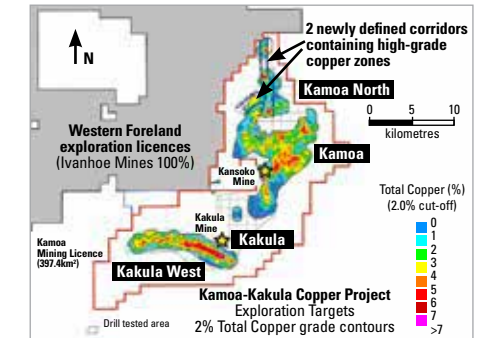 2 newly defined corridors
containing high-grade
copper zones
N
Kamoa North
0 5 10
kilometres
Western Foreland
exploration licences
(Ivanhoe Mines 100%)
Kamoa
Kansoko
Mine
Total Copper (%)
(2.0% cut-off)
Kakula
Mine
Kakula
Kamoa
Mining Licence
(397.4km²)
Kakula West
0
1
2
3
4
5
6
7
>7
Kamoa-Kakula Copper Project
Exploration Targets
2% Total Copper grade contours
Drill tested area